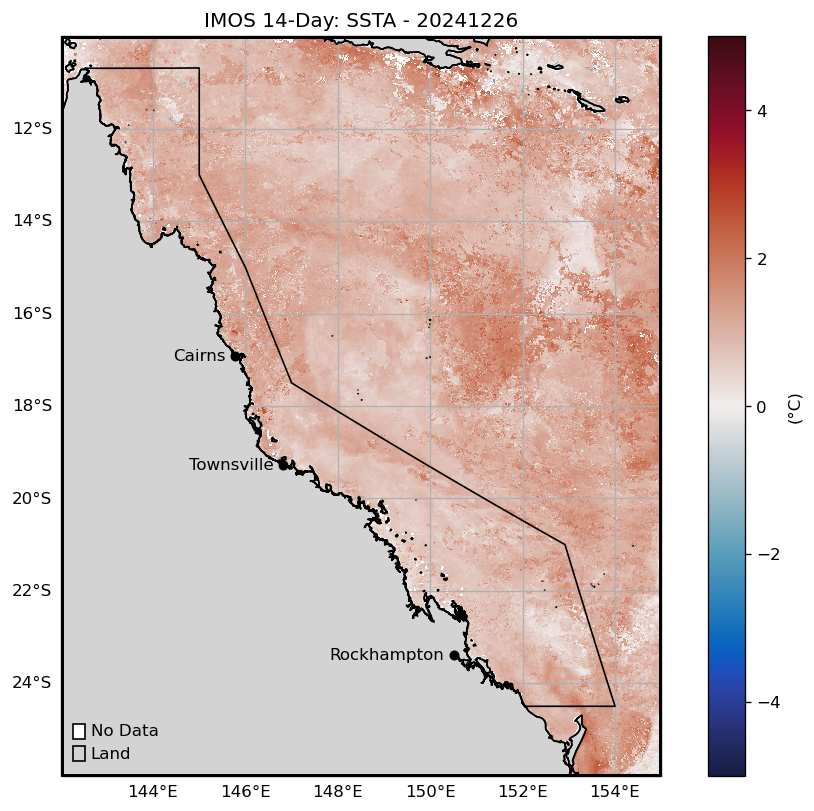 IMOS 14-Day: SSTA - 20241226
12°S
14°S
16°S
18°S
20°S
22°S
24°S
Cairns
Townsville
Rockhampton
No Data
Land
144°E 146°E 148°E 150°E 152°E 154°E
4
2
0
−2
−4
(°C)